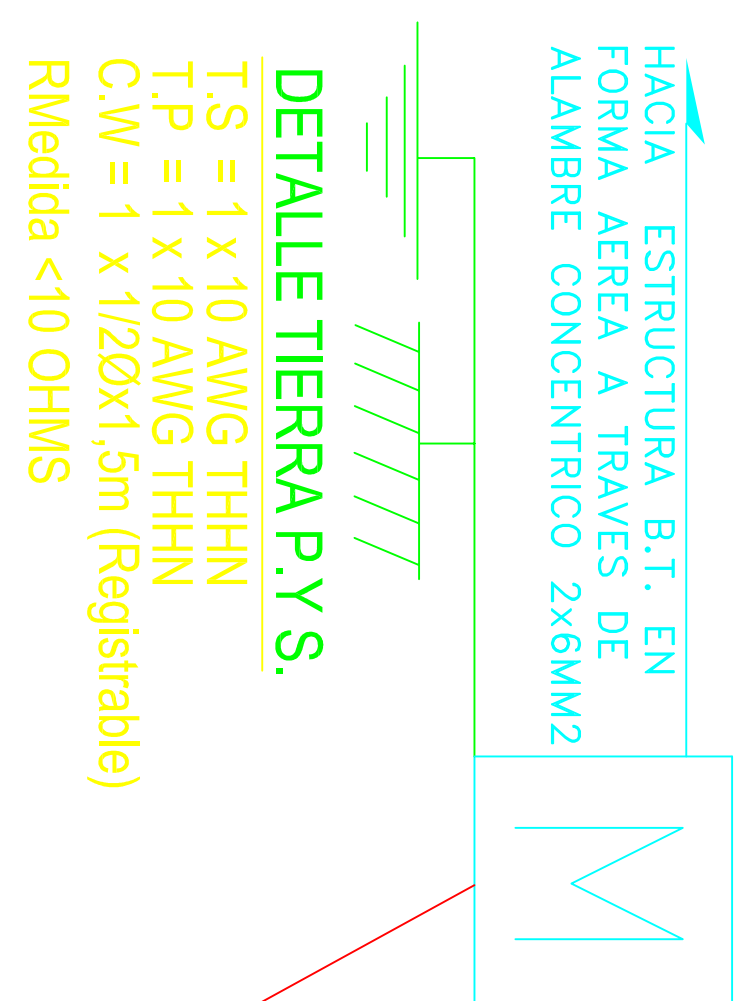 HACIA ESTRUCTURA B.T. EN
FORMA AEREA A TRAVES DE
ALAMBRE CONCENTRICO 2x6MM2
DETALLE TIERRA P.Y S.
T.S = 1 x 10 AWG THHN
T.P = 1 x 10 AWG THHN
C.W = 1 x 1/2Øx1,5m (Registrable)
RMedida <10 OHMS
M